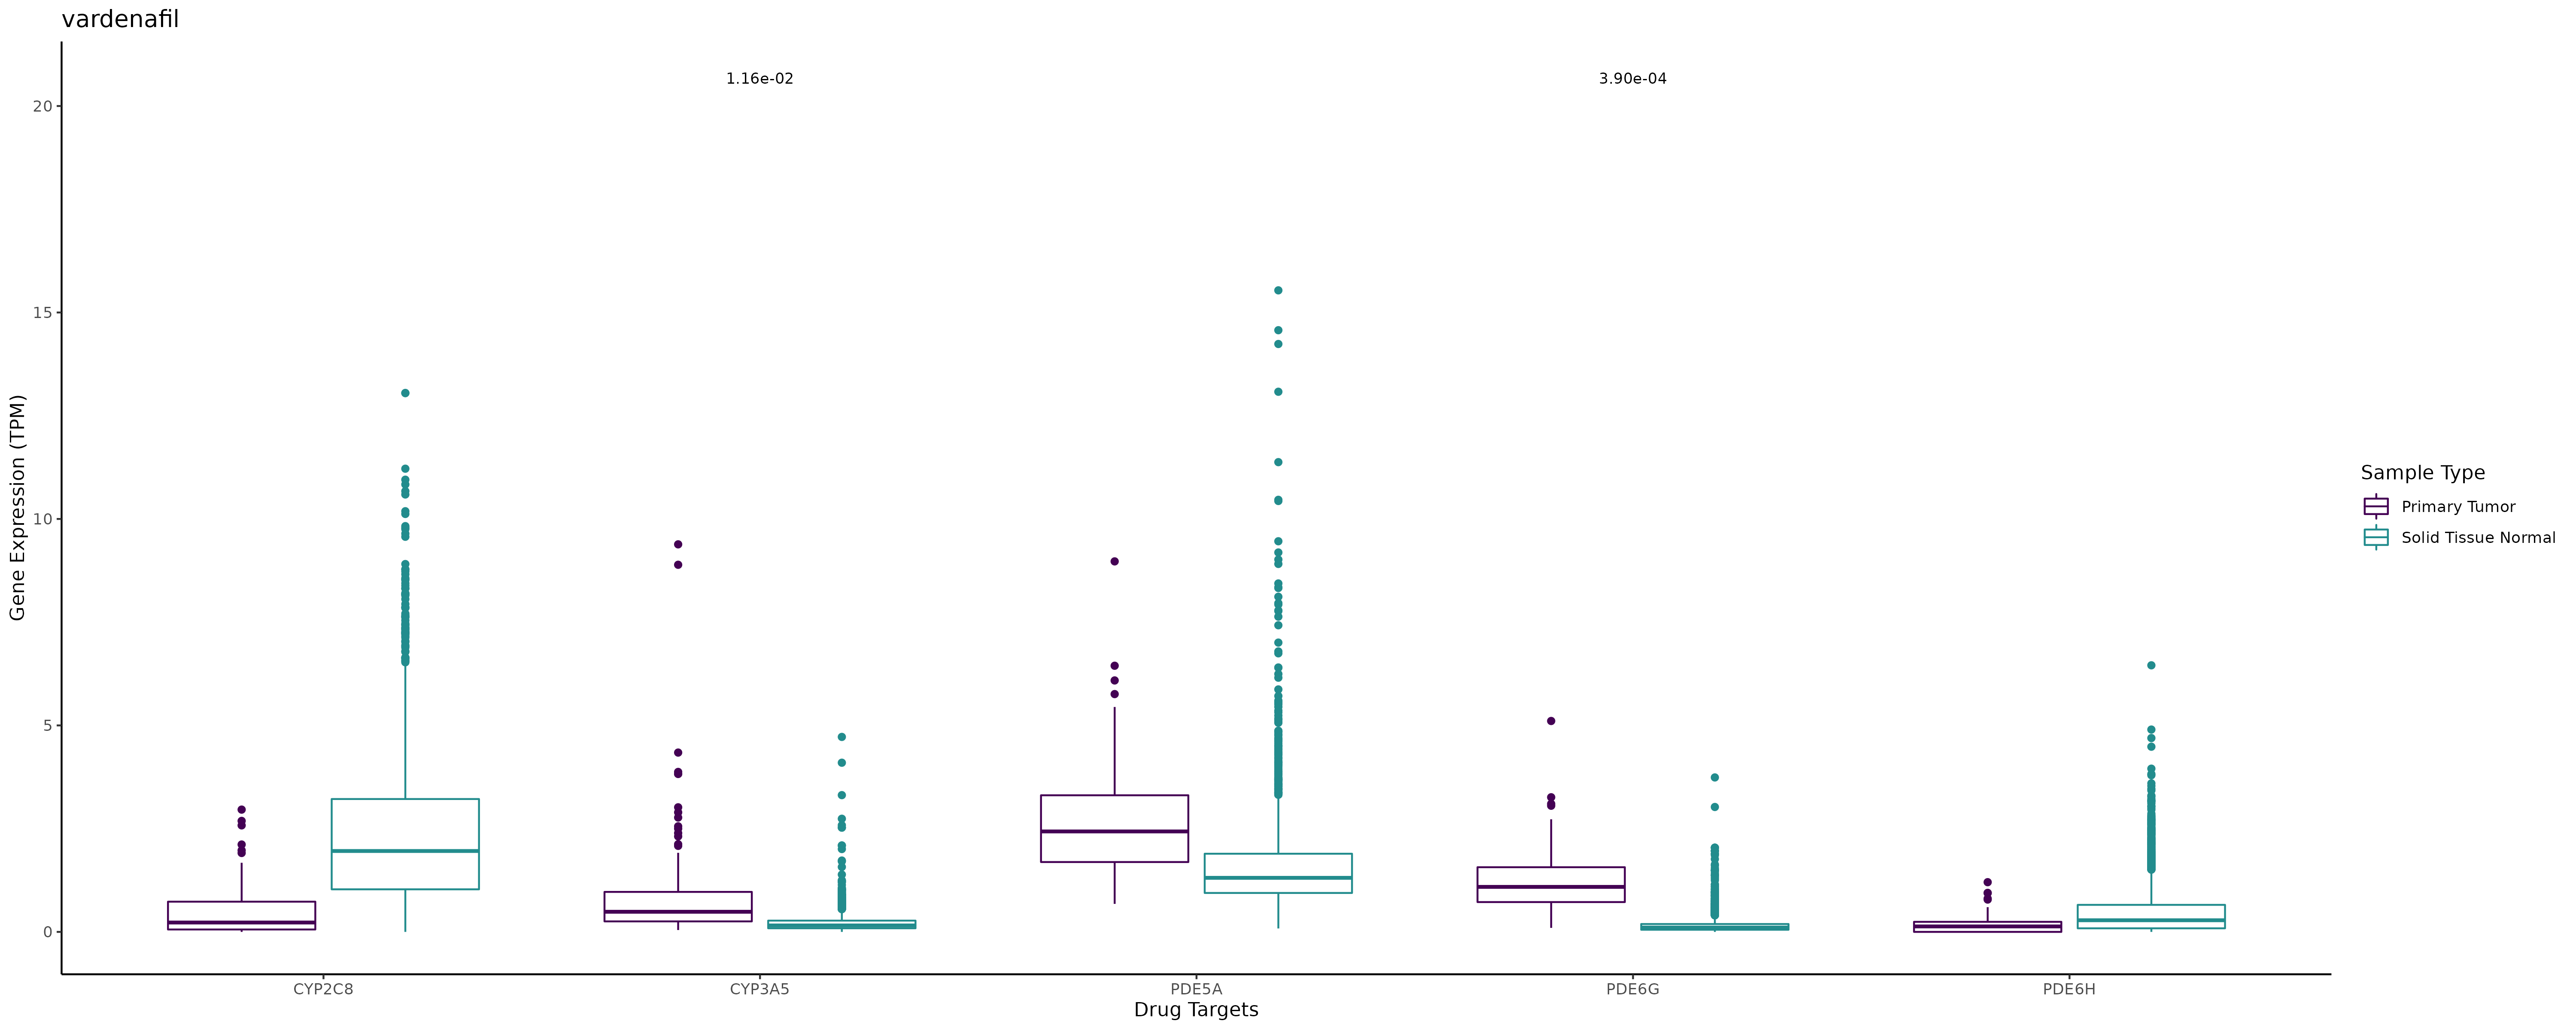 vardenafil
1.16e-02
3.90e-04
20
15
10
5
0
Gene Expression (TPM)
CYP2C8
CYP3A5
PDE5A
PDE6G
PDE6H
Drug Targets
Sample Type
Primary Tumor
Solid Tissue Normal